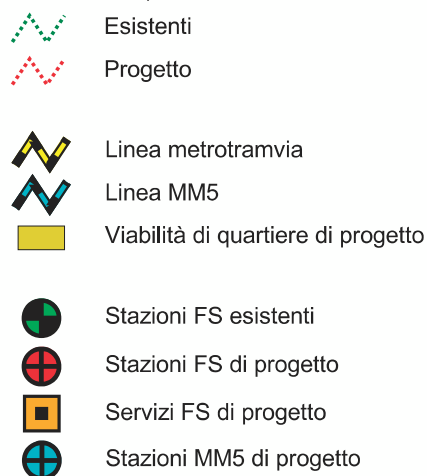 Esistenti
Progetto
Linea metrotramvia
Linea MM5
Viabilità di quartiere di progetto
Stazioni FS esistenti
Stazioni FS di progetto
Servizi FS di progetto
Stazioni MM5 di progetto